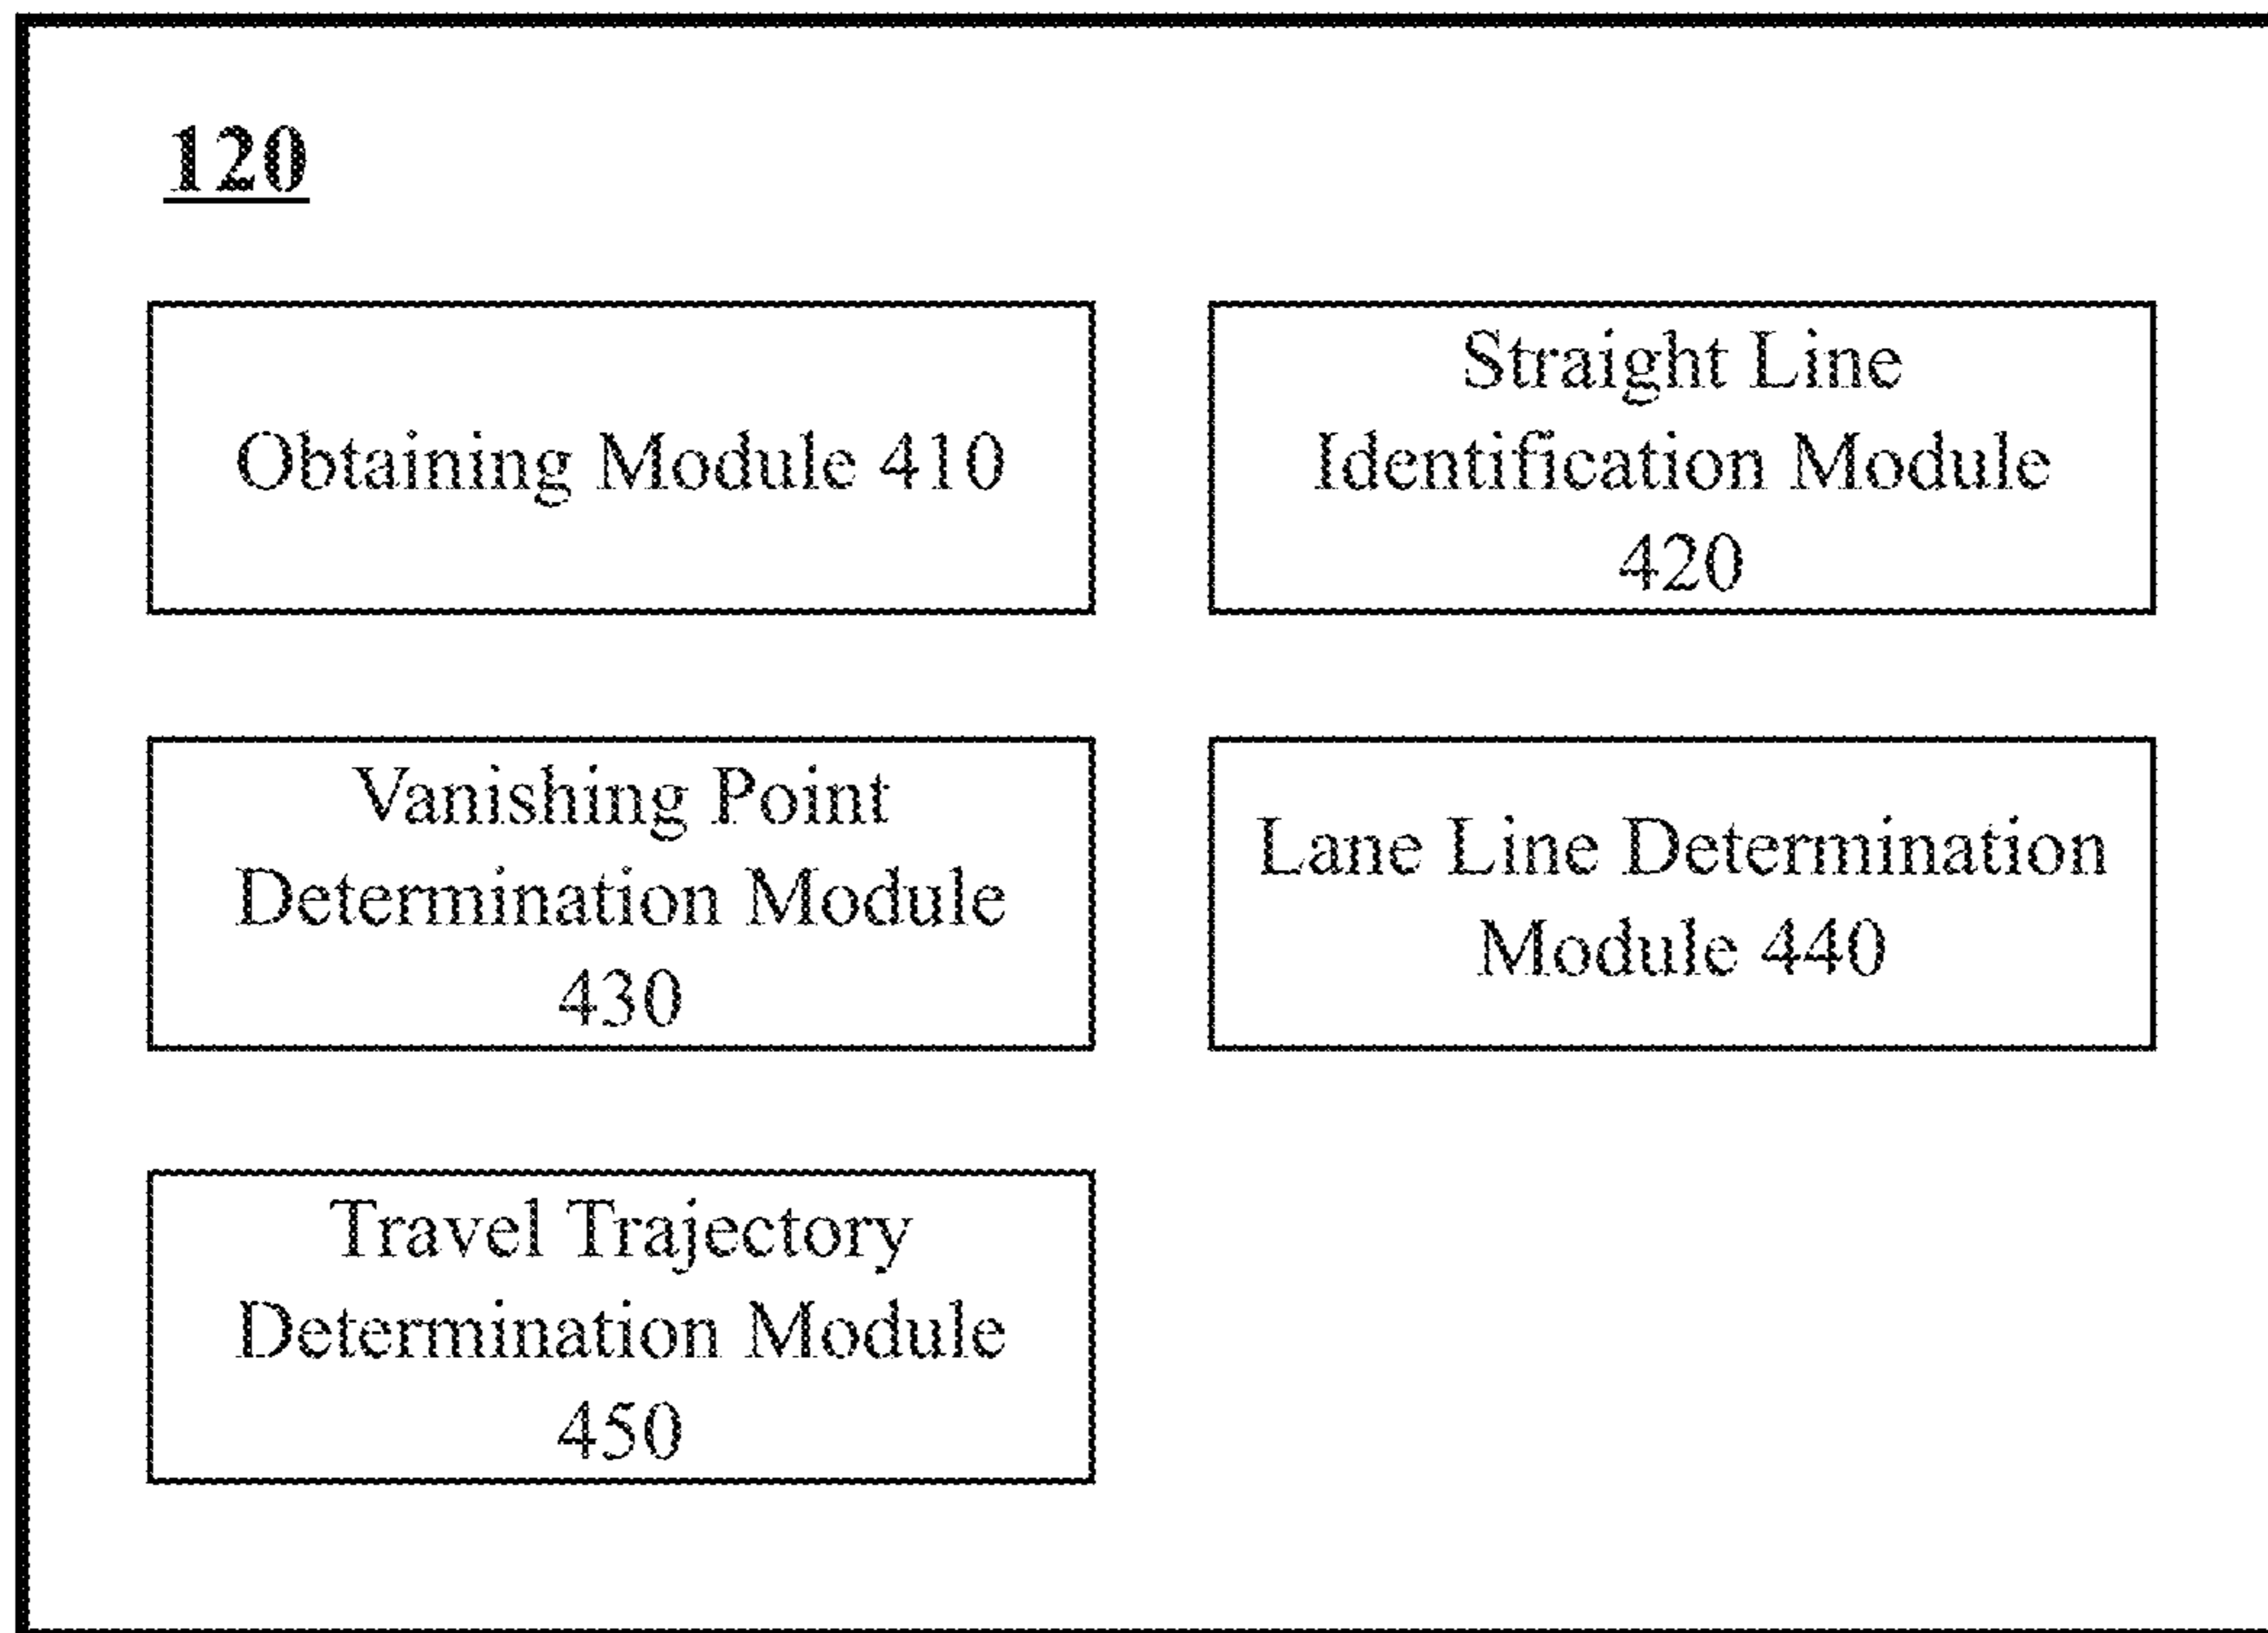 120
Obtaining Module 410
Straight Line
Identification Module
420
Vanishing Point
Determination Module
430
Lane Line Determination
Module 440
Travel Trajectory
Determination Module
450